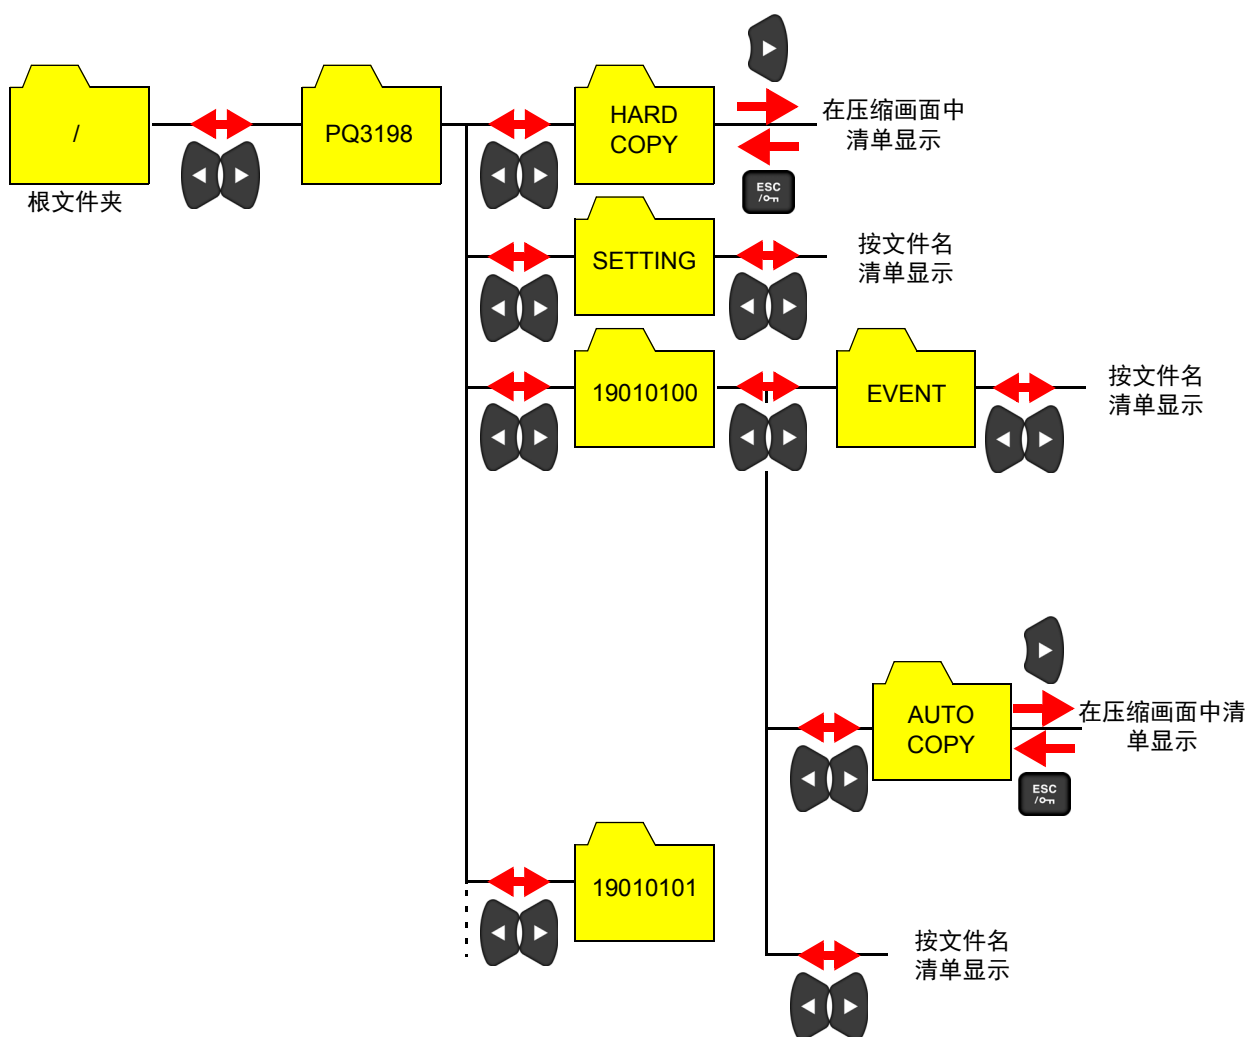 /
根文件夹
PQ3198
HARD
COPY
在压缩画面中
清单显示
ESC
/O
SETTING
按文件名
清单显示
19010100
EVENT
按文件名
清单显示
AUTO
COPY
在压缩画面中清
单显示
ESC
/O
19010101
按文件名
清单显示